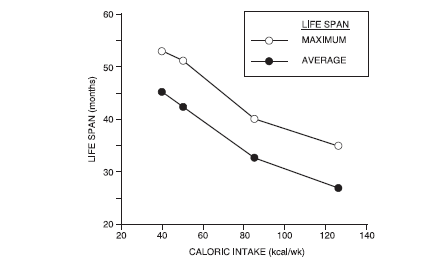 60
50
40
30
20
LIFE SPAN (months)
LIFE SPAN
MAXIMUM
AVERAGE
20 40 60 80 100 120 140
CALORIC INTAKE (kcal/wk)